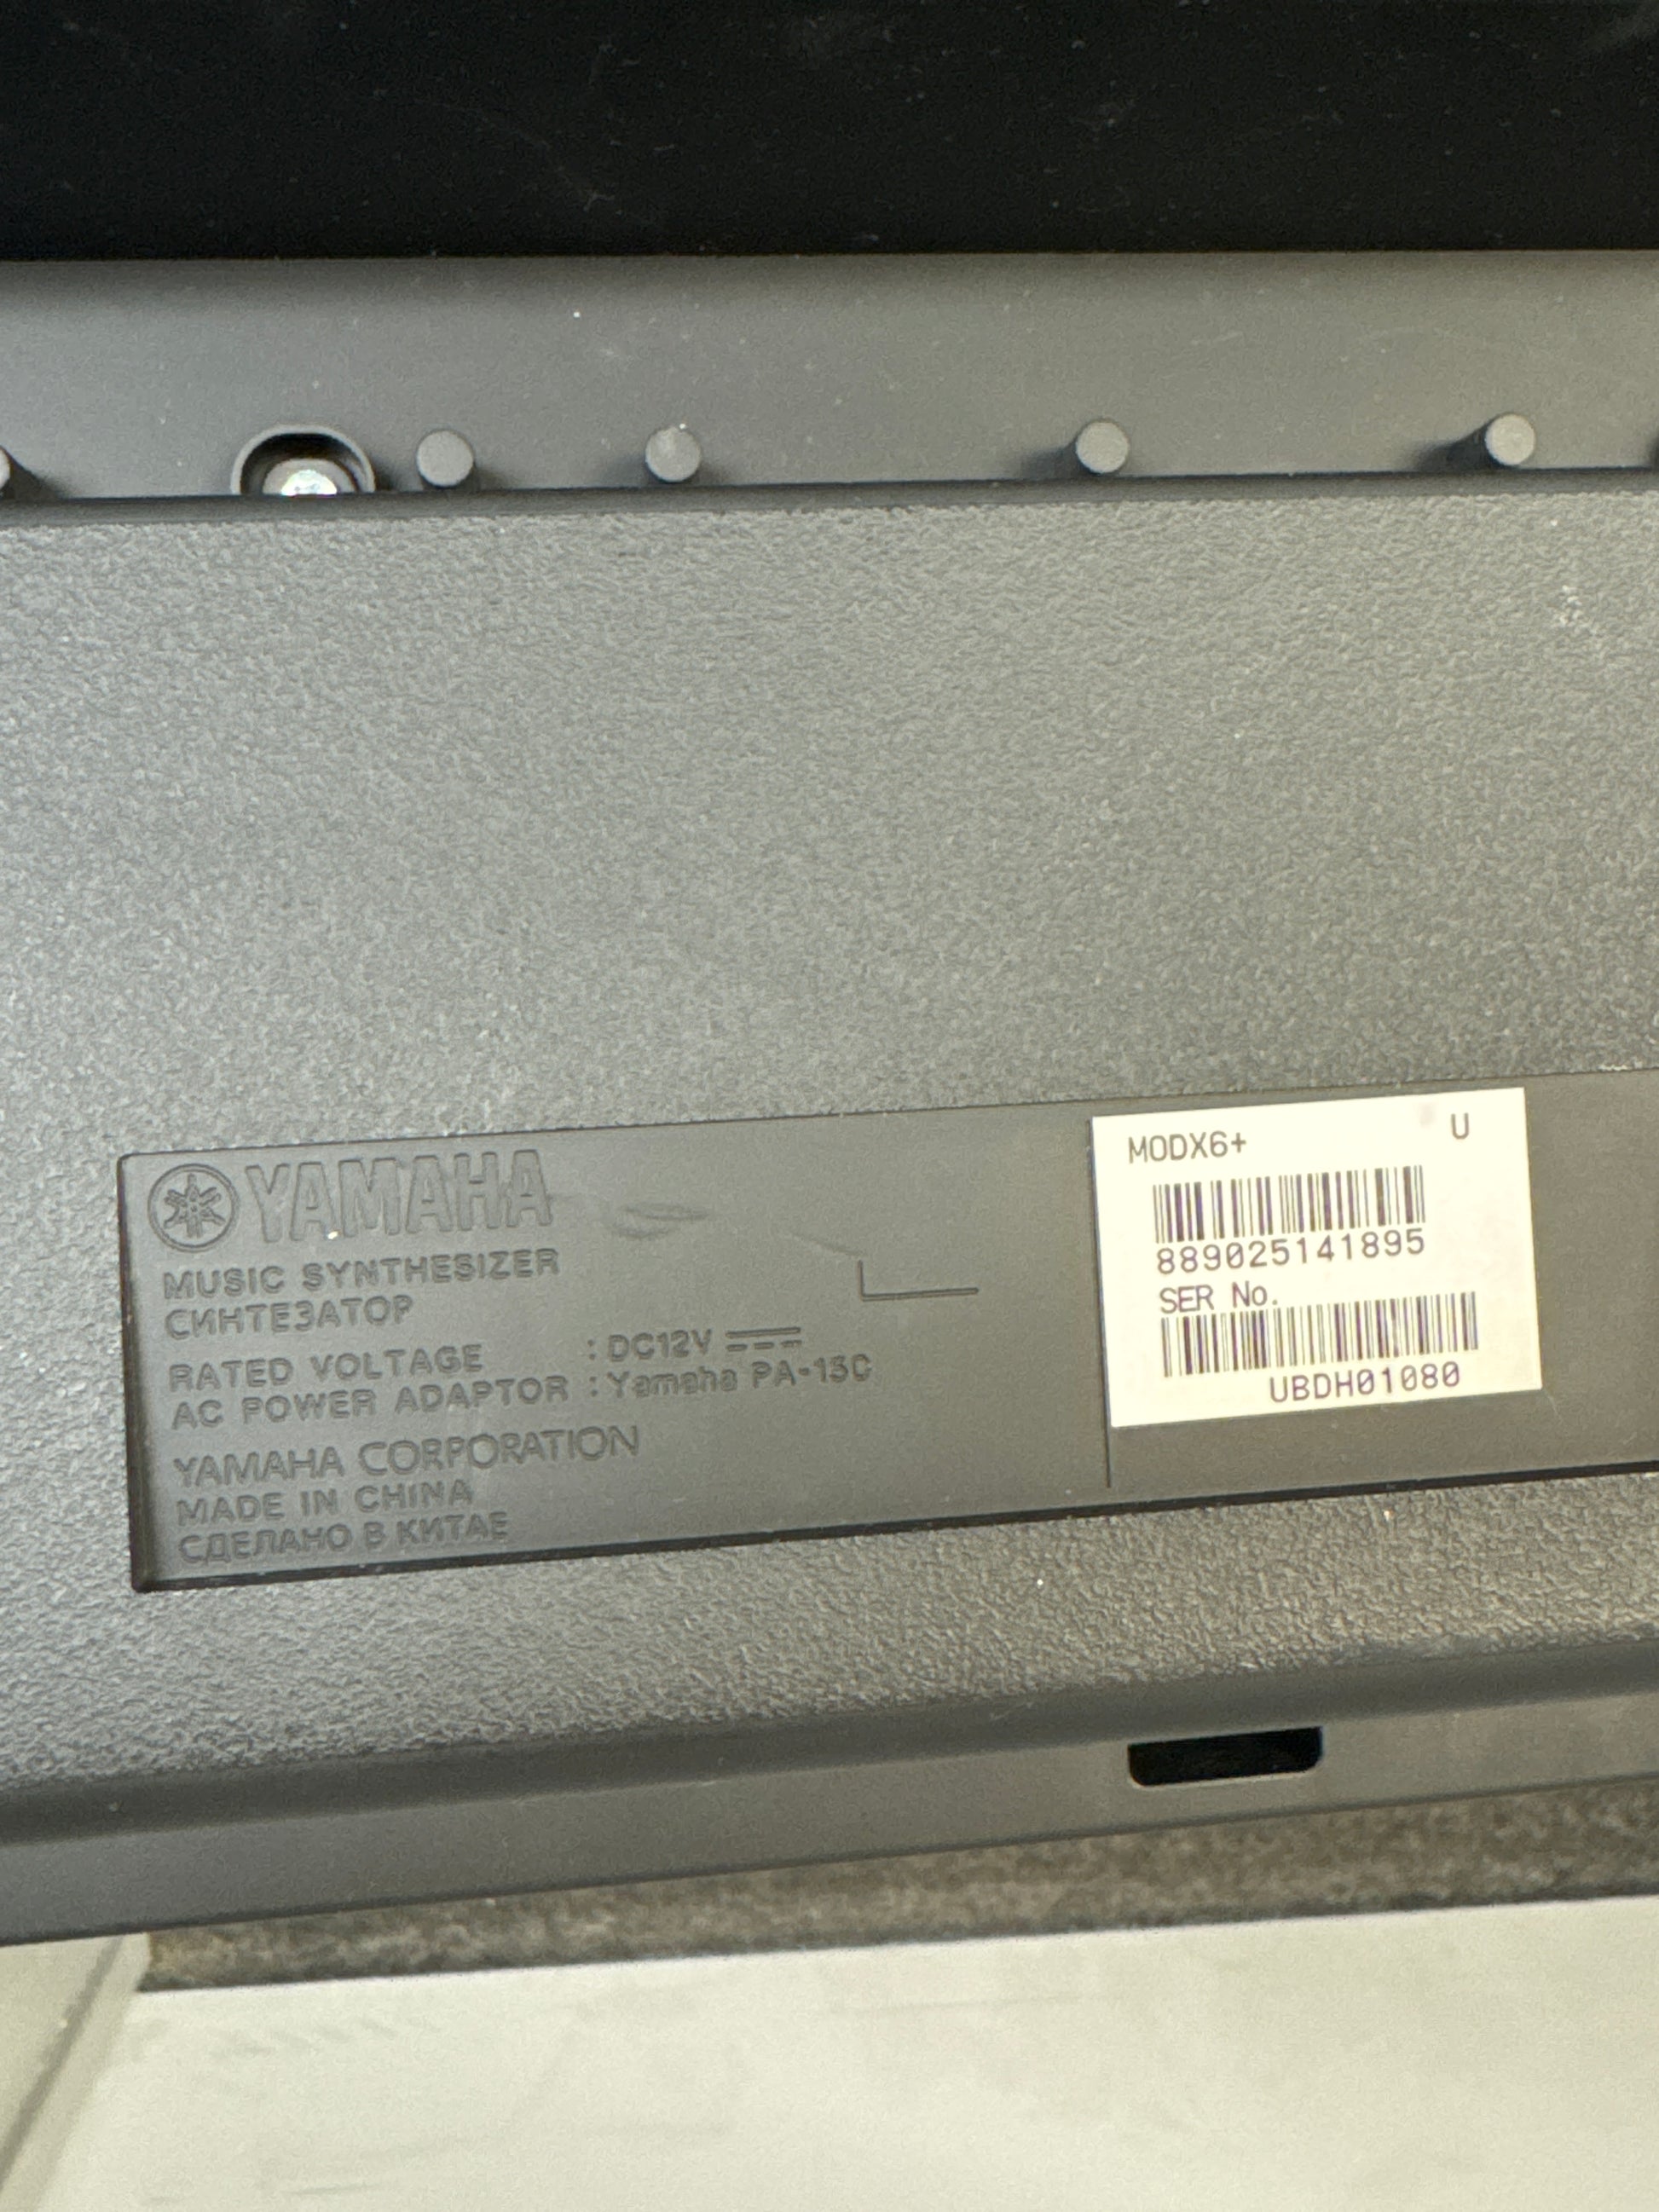 YAMAHA
MUSIC SYNTHESIZER
СИНТЕЗАТОР
RATED VOLTAGE : DC12V
AC POWER ADAPTOR : Yamaha PA-15C
YAMAHA CORPORATION
MADE IN CHINA
СДЕЛАНО В КИТАЕ
MODX6+ U
889025141895
SER No.
UBDH01080